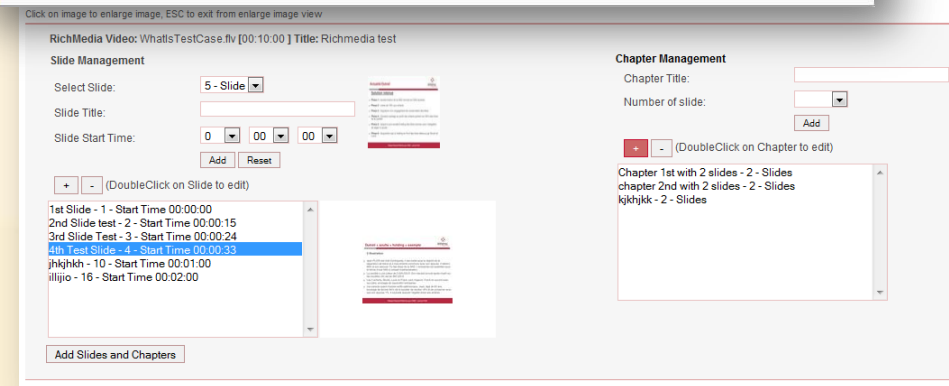 Click on image to enlarge image, ESC to exit from enlarge image view
RichMedia Video: WhatIsTestCase.flv [00:10:00 ] Title: Richmedia test
Slide Management
Select Slide: 5 - Slide
Slide Title:
Slide Start Time: 0 00 00
Add Reset
+ - (DoubleClick on Slide to edit)
1st Slide - 1 - Start Time 00:00:00
2nd Slide test - 2 - Start Time 00:00:15
3rd Slide Test - 3 - Start Time 00:00:24
4th Test Slide - 4 - Start Time 00:00:33
jhkjhkh - 10 - Start Time 00:01:00
illijio - 16 - Start Time 00:02:00
Add Slides and Chapters
Chapter Management
Chapter Title:
Number of slide:
Add
+ - (DoubleClick on Chapter to edit)
Chapter 1st with 2 slides - 2 - Slides
chapter 2nd with 2 slides - 2 - Slides
kjkhjkk - 2 - Slides